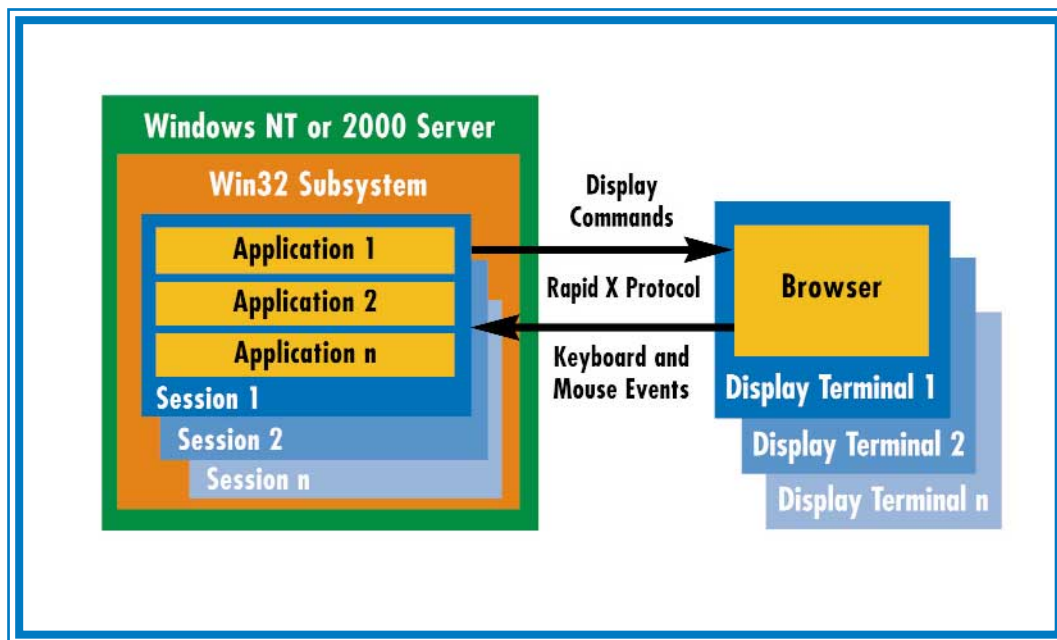 Windows NT or 2000 Server
Win32 Subsystem
Application 1
Application 2
Application n
Session 1
Session 2
Session n
Display
Commands
Rapid X Protocol
Keyboard and
Mouse Events
Browser
Display Terminal 1
Display Terminal 2
Display Terminal n